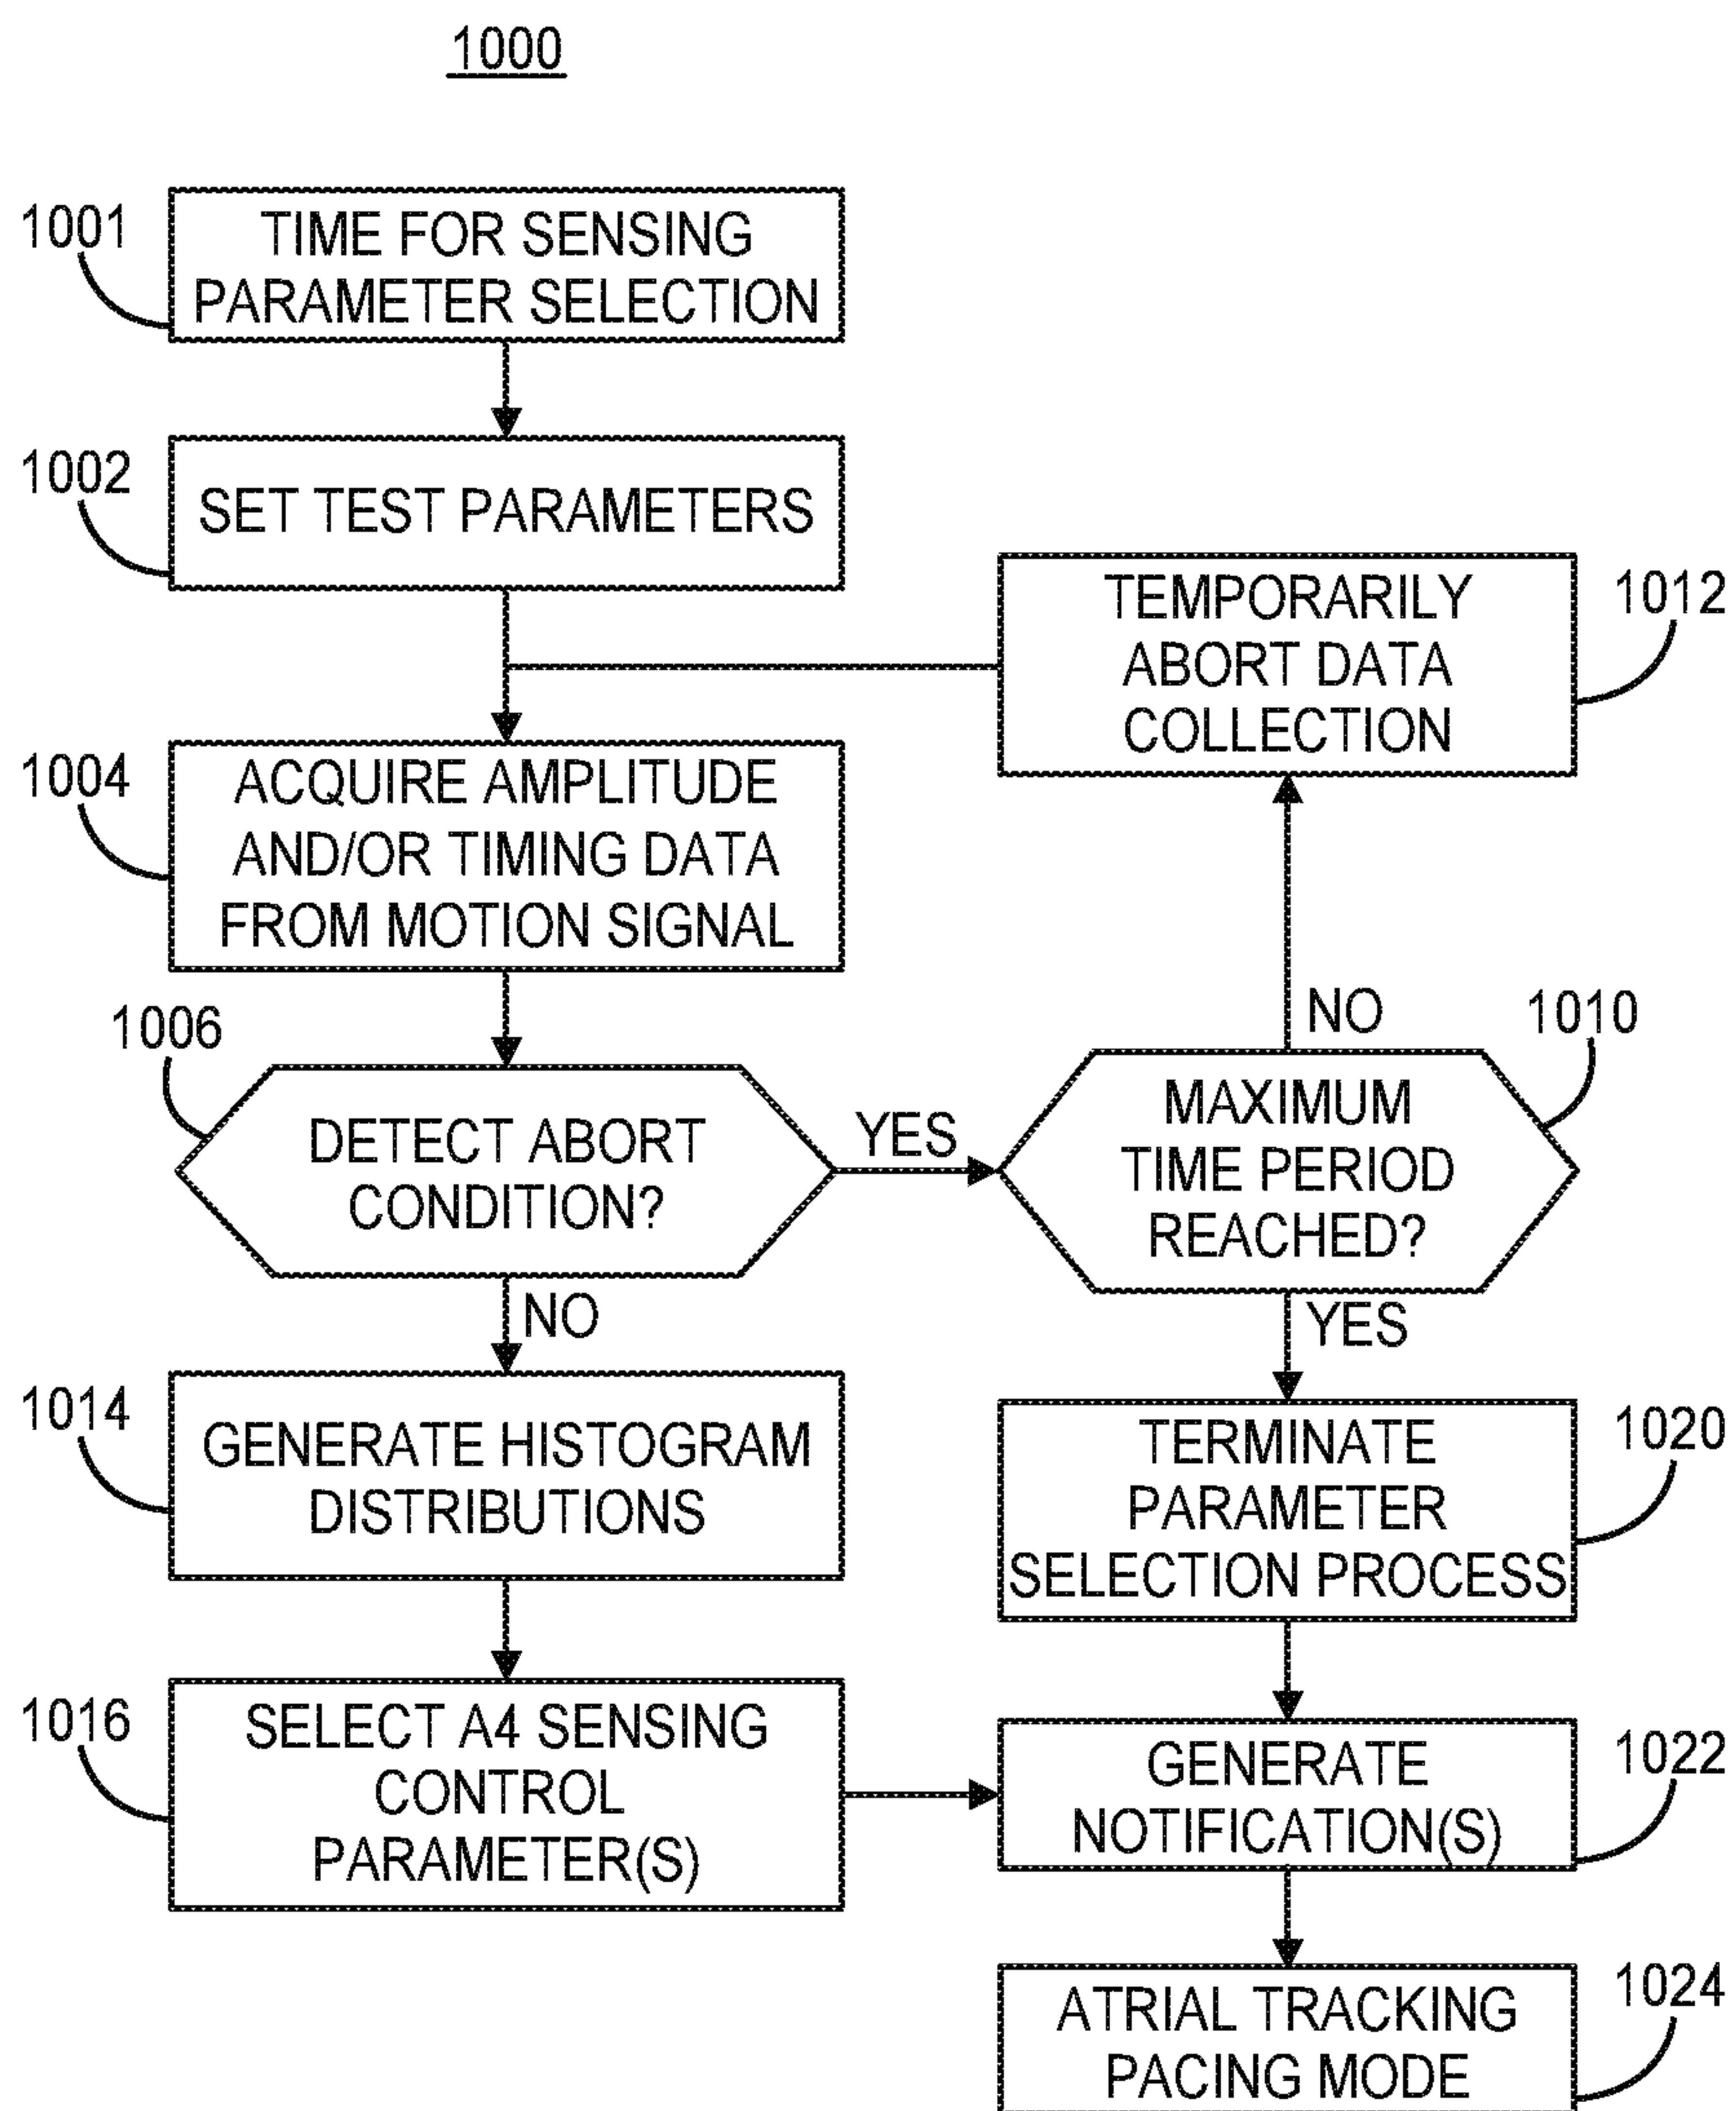 1000
1001
TIME FOR SENSING
PARAMETER SELECTION
1002
SET TEST PARAMETERS
TEMPORARILY
ABORT DATA
COLLECTION
1012
1004
ACQUIRE AMPLITUDE
AND/OR TIMING DATA
FROM MOTION SIGNAL
1006
DETECT ABORT
CONDITION?
YES
NO
1010
MAXIMUM
TIME PERIOD
REACHED?
NO
YES
1014
GENERATE HISTOGRAM
DISTRIBUTIONS
1020
TERMINATE
PARAMETER
SELECTION PROCESS
1016
SELECT A4 SENSING
CONTROL
PARAMETER(S)
1022
GENERATE
NOTIFICATION(S)
1024
ATRIAL TRACKING
PACING MODE